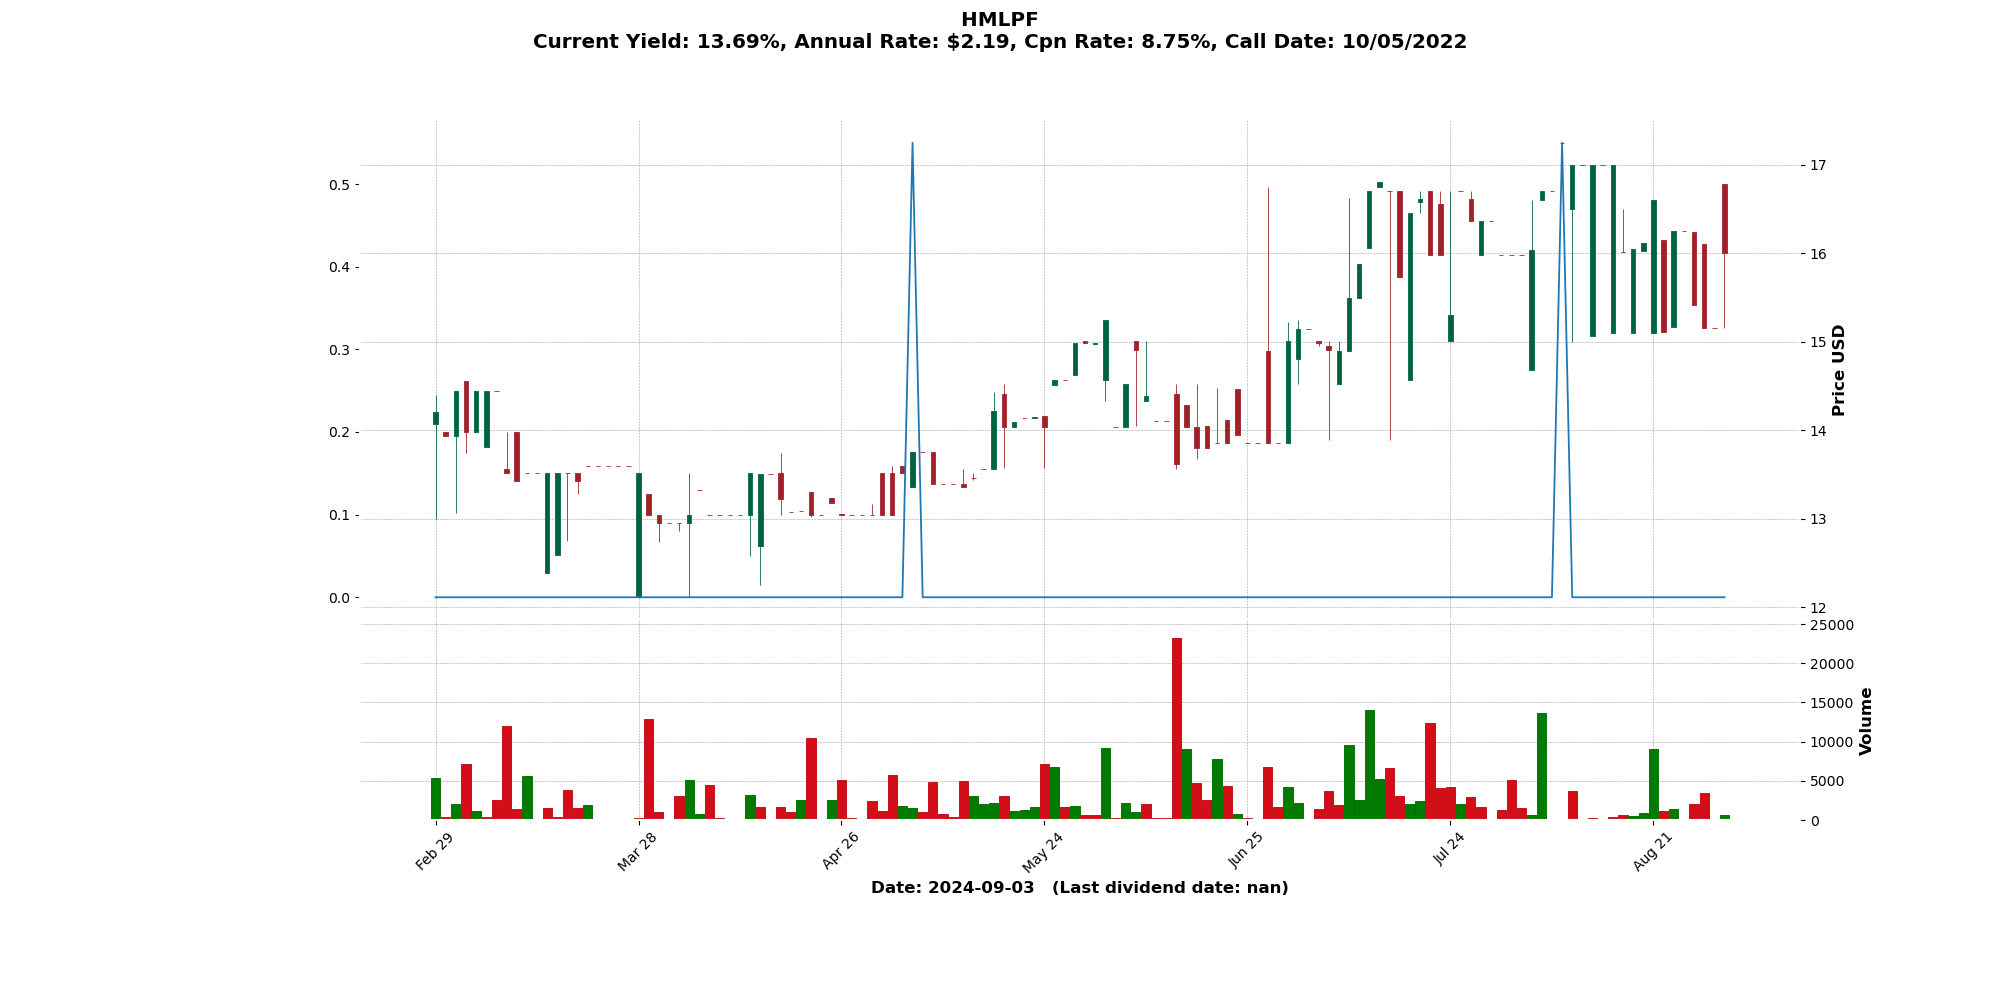 HMLPF
Current Yield: 13.69%, Annual Rate: $2.19, Cpn Rate: 8.75%, Call Date: 10/05/2022
0.5
0.4
0.3
0.2
0.1
0.0
17
16
15
14
13
12
Price USD
25000
20000
15000
10000
5000
0
Volume
Feb 29
Mar 28
Apr 26
May 24
Jun 25
Jul 24
Aug 21
Date: 2024-09-03 (Last dividend date: nan)